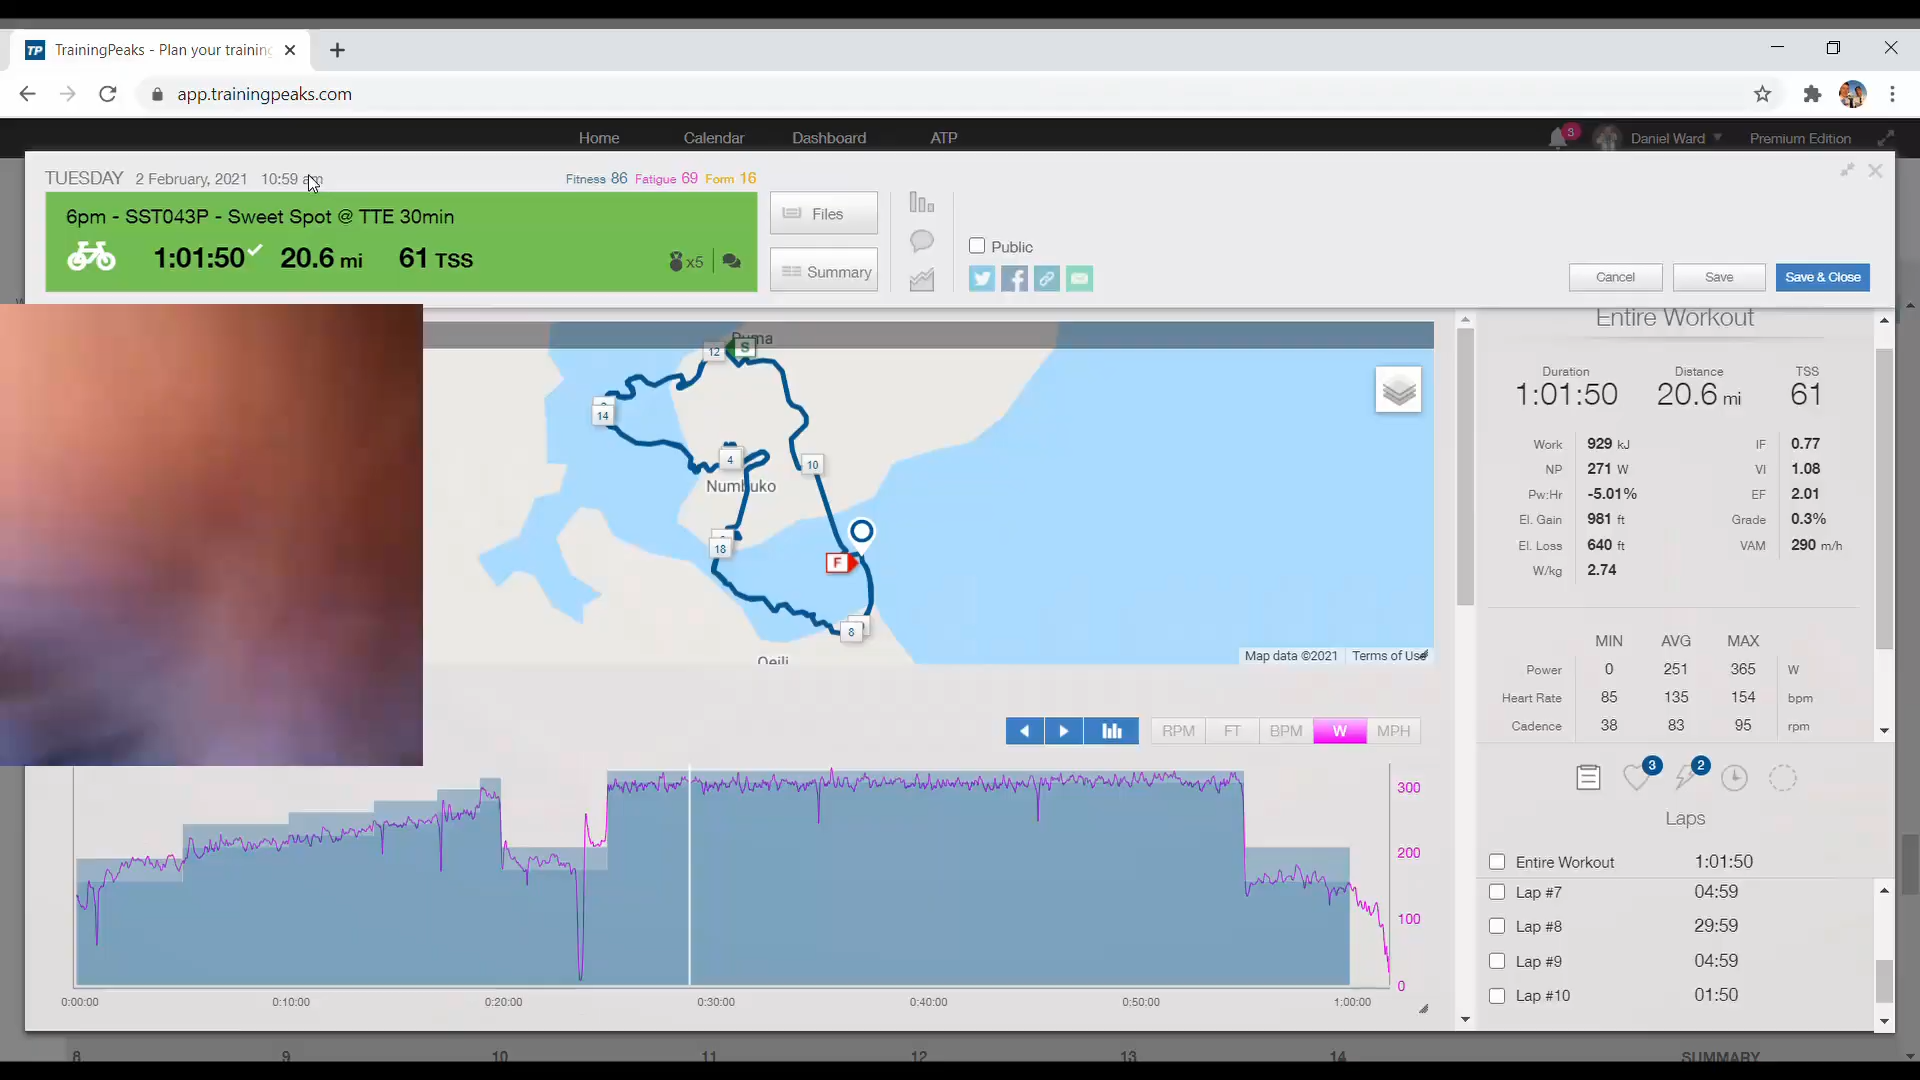 TP TrainingPeaks - Plan your training
app.trainingpeaks.com
Home Calendar Dashboard ATP
3 Daniel Ward Premium Edition
TUESDAY 2 February, 2021 10:59 am
Fitness 86 Fatigue 69 Form 16
6pm - SST043P - Sweet Spot @ TTE 30min
1:01:50 20.6 mi 61 TSS
x5
Files
Summary
Public
Cancel Save Save & Close
12 S
14
4
10
Numbuko
18
F
8
Map data ©2021 Terms of Use
RPM FT BPM W MPH
300
200
100
0
0:00:00 0:10:00 0:20:00 0:30:00 0:40:00 0:50:00 1:00:00
Entire Workout
Duration Distance TSS
1:01:50 20.6 mi 61
Work 929 kJ IF 0.77
NP 271 W VI 1.08
Pw:Hr -5.01% EF 2.01
El. Gain 981 ft Grade 0.3%
El. Loss 640 ft VAM 290 m/h
W/kg 2.74
MIN AVG MAX
Power 0 251 365 W
Heart Rate 85 135 154 bpm
Cadence 38 83 95 rpm
3 2
Laps
Entire Workout 1:01:50
Lap #7 04:59
Lap #8 29:59
Lap #9 04:59
Lap #10 01:50
8 9 10 11 12 13 14 SUMMARY